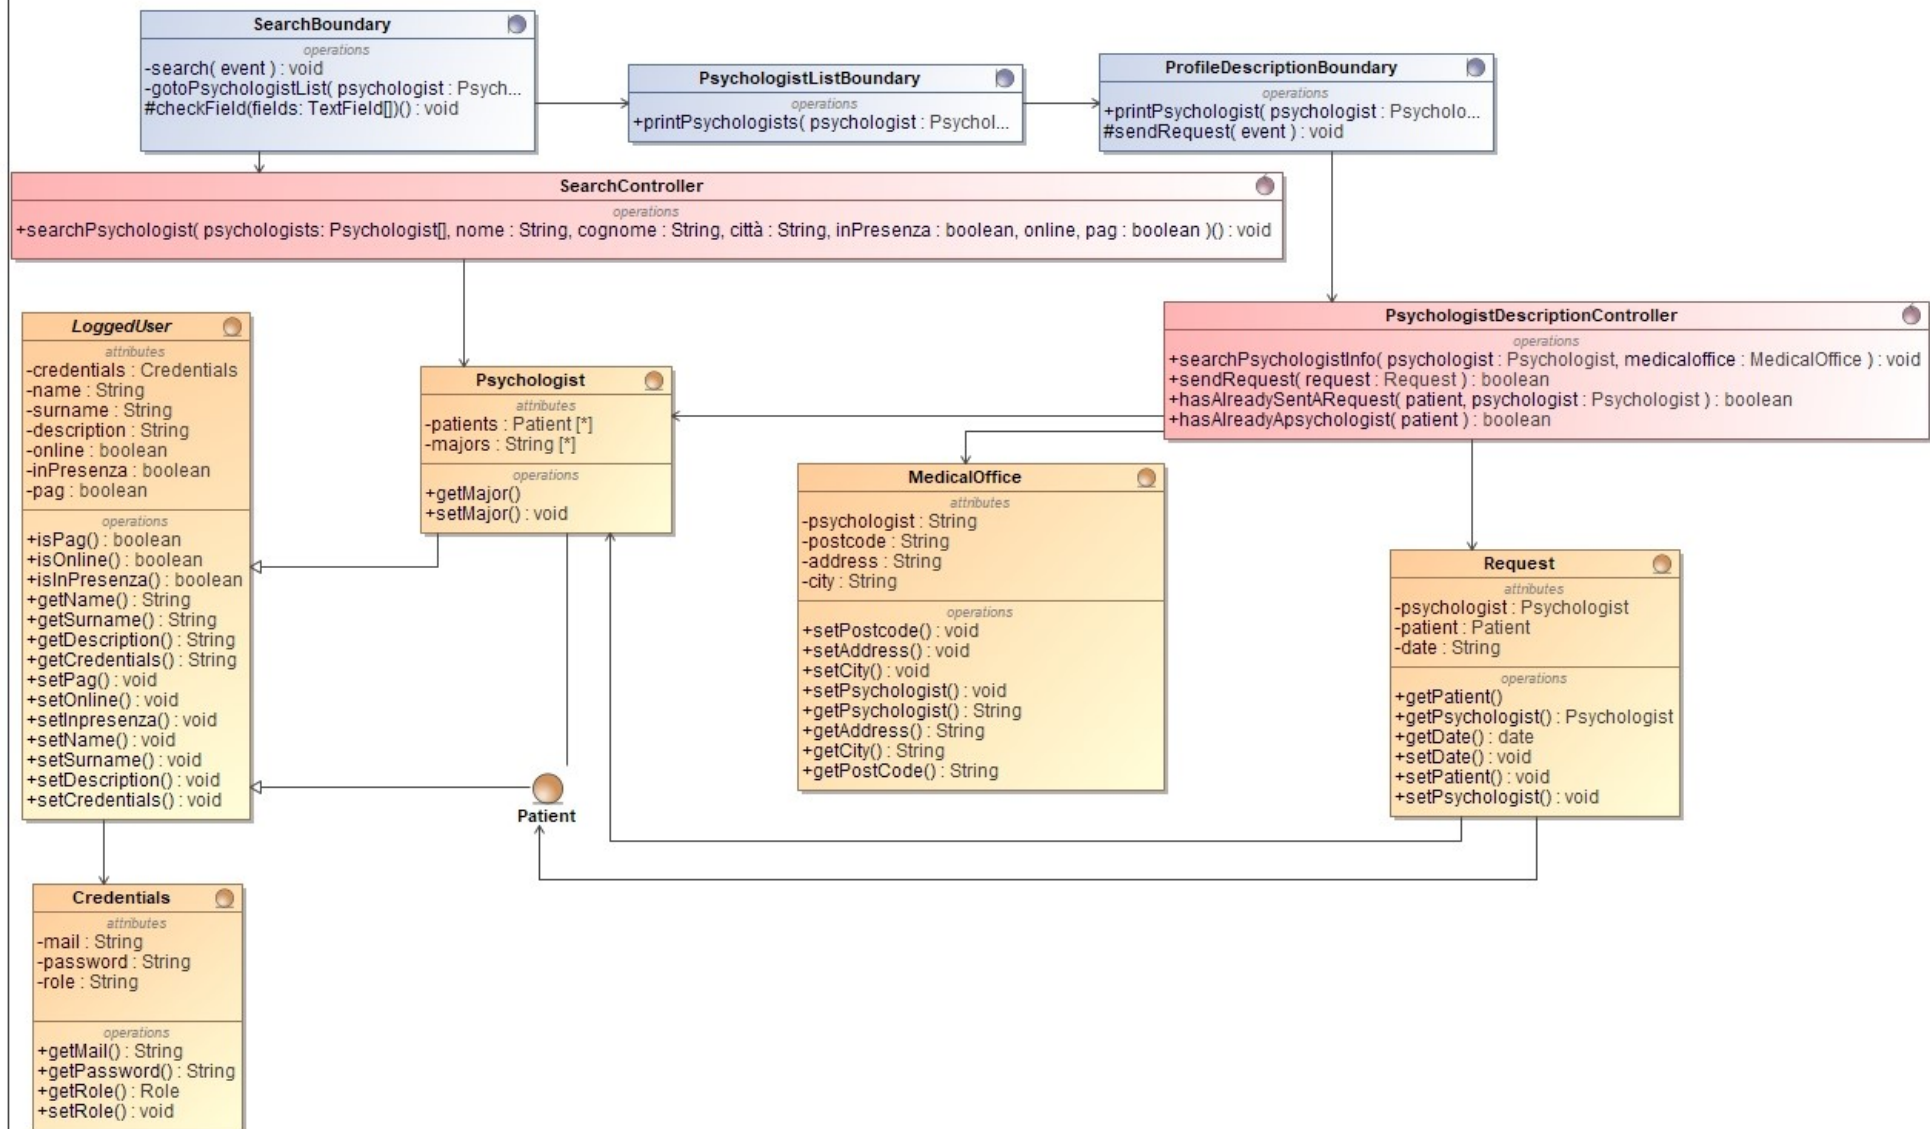 SearchBoundary
operations
-search( event ) : void
-gotoPsychologistList( psychologist : Psych...
#checkField(fields: TextField[])() : void
PsychologistListBoundary
operations
+printPsychologists( psychologist : Psychol...
ProfileDescriptionBoundary
operations
+printPsychologist( psychologist : Psycholo...
#sendRequest( event ) : void
SearchController
operations
+searchPsychologist( psychologists: Psychologist[], nome : String, cognome : String, città : String, inPresenza : boolean, online, pag : boolean )() : void
LoggedUser
attributes
-credentials : Credentials
-name : String
-surname : String
-description : String
-online : boolean
-inPresenza : boolean
-pag : boolean
operations
+isPag() : boolean
+isOnline() : boolean
+isInPresenza() : boolean
+getName() : String
+getSurname() : String
+getDescription() : String
+getCredentials() : String
+setPag() : void
+setOnline() : void
+setInpresenza() : void
+setName() : void
+setSurname() : void
+setDescription() : void
+setCredentials() : void
Psychologist
attributes
-patients : Patient [*]
-majors : String [*]
operations
+getMajor()
+setMajor() : void
PsychologistDescriptionController
operations
+searchPsychologistInfo( psychologist : Psychologist, medicaloffice : MedicalOffice ) : void
+sendRequest( request : Request ) : boolean
+hasAlreadySentARequest( patient, psychologist : Psychologist ) : boolean
+hasAlreadyApsychologist( patient ) : boolean
MedicalOffice
attributes
-psychologist : String
-postcode : String
-address : String
-city : String
operations
+setPostcode() : void
+setAddress() : void
+setCity() : void
+setPsychologist() : void
+getPsychologist() : String
+getAddress() : String
+getCity() : String
+getPostCode() : String
Request
attributes
-psychologist : Psychologist
-patient : Patient
-date : String
operations
+getPatient()
+getPsychologist() : Psychologist
+getDate() : date
+setDate() : void
+setPatient() : void
+setPsychologist() : void
Patient
Credentials
attributes
-mail : String
-password : String
-role : String
operations
+getMail() : String
+getPassword() : String
+getRole() : Role
+setRole() : void